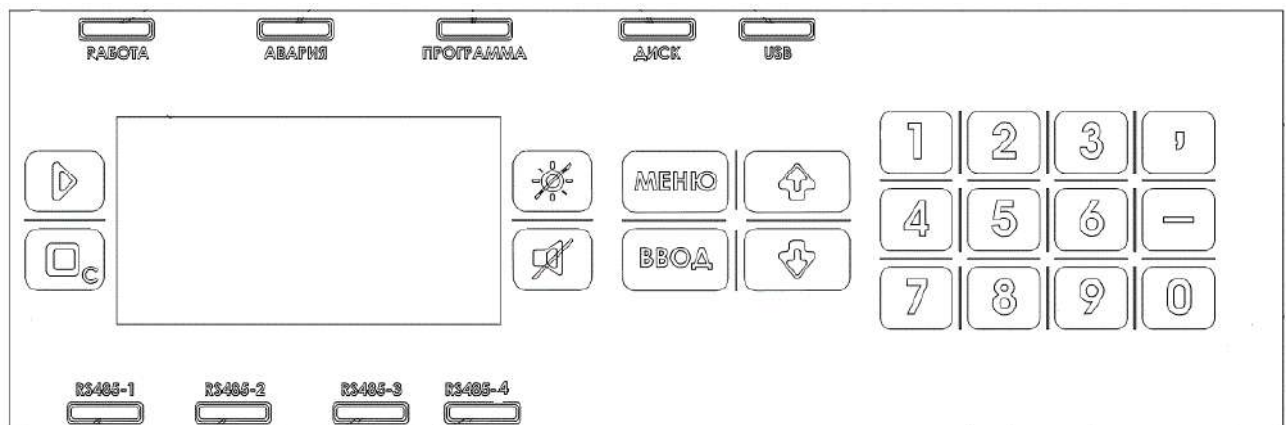 РАБОТА АВАРИЯ ПРОГРАММА ДИСК USB
1 2 3 ,
МЕНЮ
4 5 6 –
C ВВОД
7 8 9 0
RS485-1 RS485-2 RS485-3 RS485-4